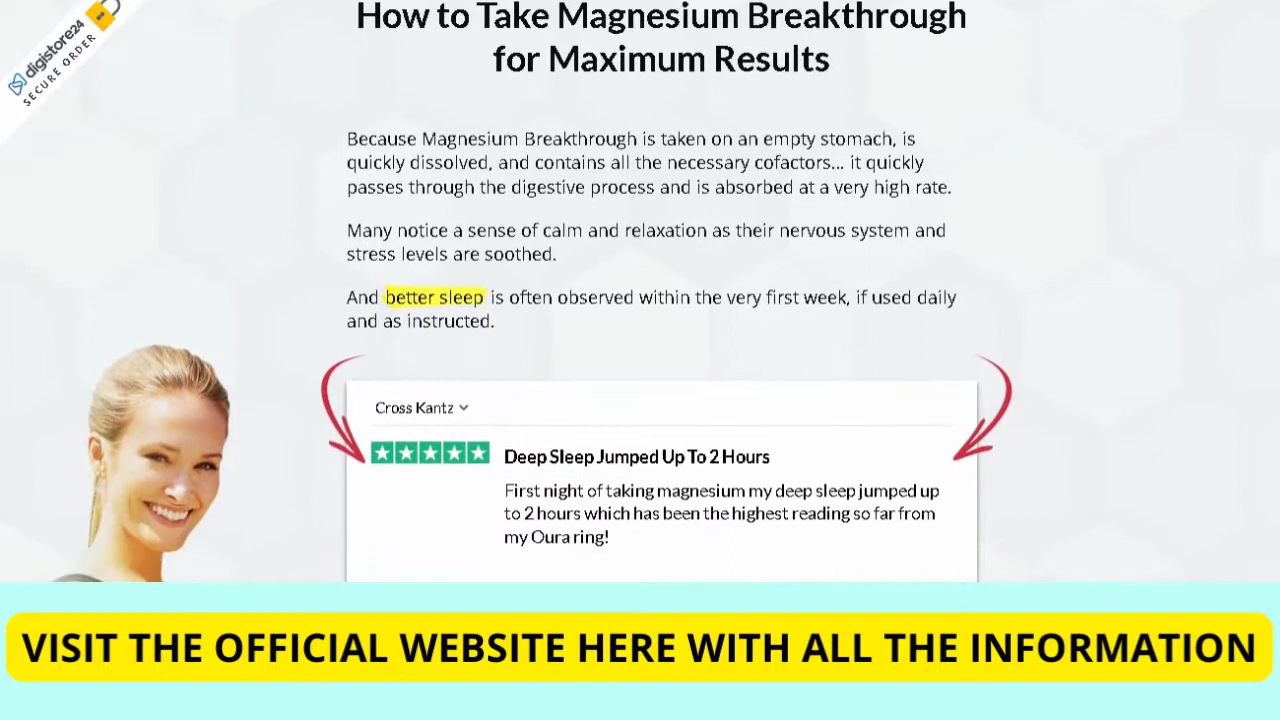 digistore24
SECURE ORDER
How to Take Magnesium Breakthrough
for Maximum Results
Because Magnesium Breakthrough is taken on an empty stomach, is
quickly dissolved, and contains all the necessary cofactors... it quickly
passes through the digestive process and is absorbed at a very high rate.
Many notice a sense of calm and relaxation as their nervous system and
stress levels are soothed.
And better sleep is often observed within the very first week, if used daily
and as instructed.
Cross Kantz
Deep Sleep Jumped Up To 2 Hours
First night of taking magnesium my deep sleep jumped up
to 2 hours which has been the highest reading so far from
my Oura ring!
VISIT THE OFFICIAL WEBSITE HERE WITH ALL THE INFORMATION